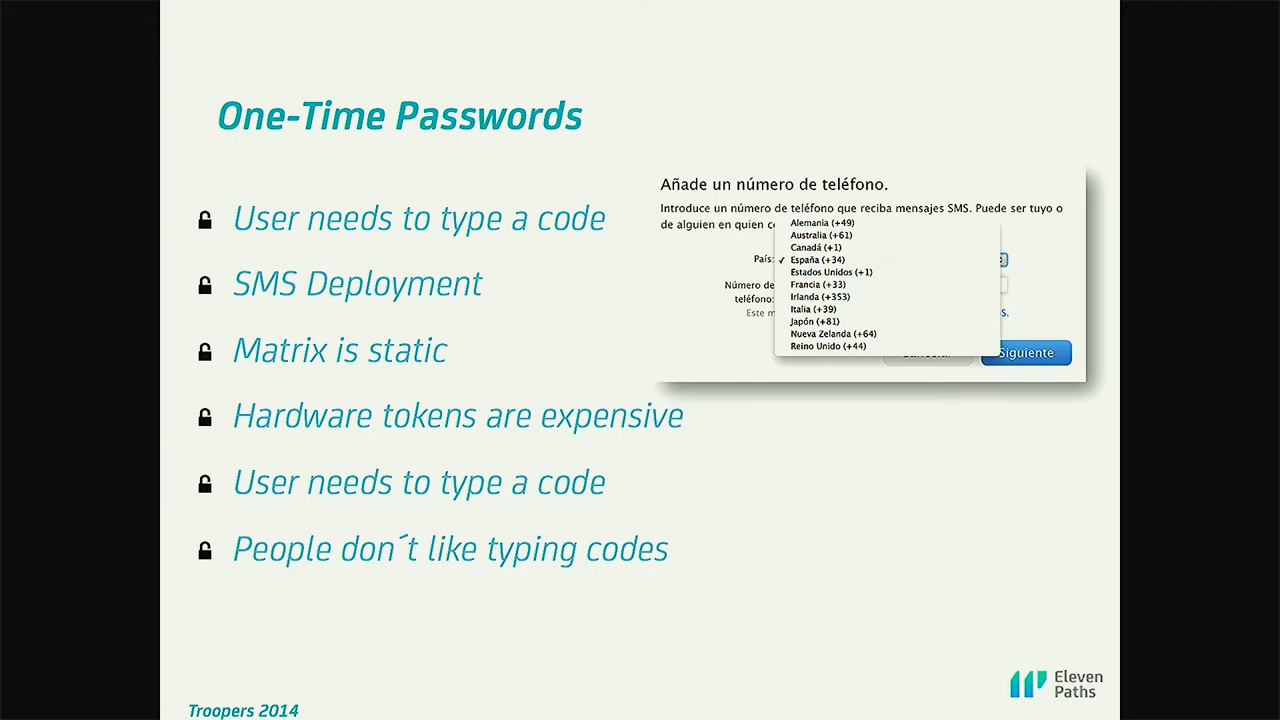 One-Time Passwords
User needs to type a code
SMS Deployment
Matrix is static
Hardware tokens are expensive
User needs to type a code
People don´t like typing codes
Añade un número de teléfono.
Introduce un número de teléfono que reciba mensajes SMS. Puede ser tuyo o
de alguien en quien
Alemania (+49)
Australia (+61)
Canadá (+1)
País: ✓ España (+34)
Estados Unidos (+1)
Número de
Francia (+33)
teléfono:
Irlanda (+353)
Italia (+39)
Este
Japón (+81)
Nueva Zelanda (+64)
Reino Unido (+44)
Siguiente
Eleven
Paths
Troopers 2014